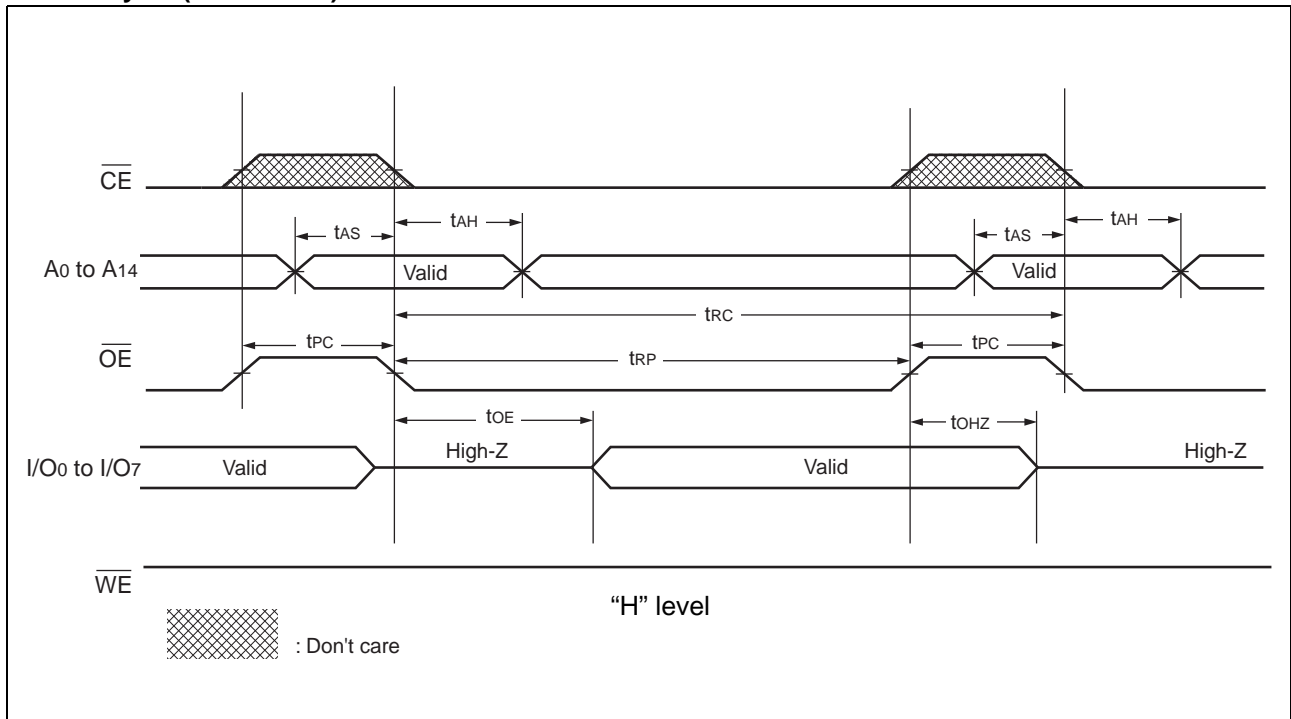 CE
tAS
tAH
tAS
tAH
A0 to A14
Valid
Valid
tRC
tPC
tRP
tPC
OE
tOE
tOHZ
I/O0 to I/O7
Valid
High-Z
Valid
High-Z
WE
“H” level
: Don't care